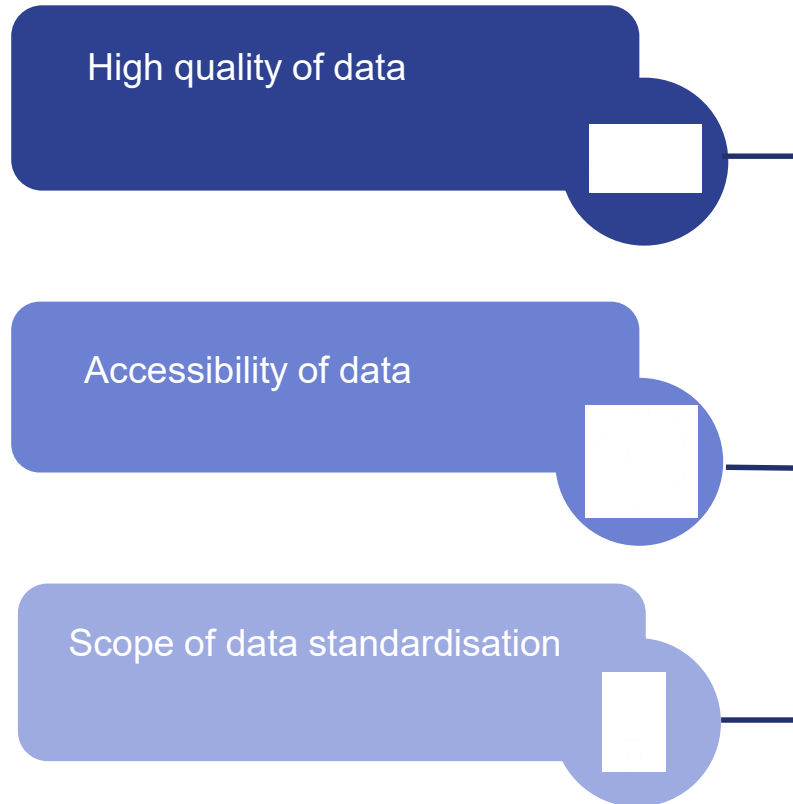 High quality of data
Accessibility of data
Scope of data standardisation